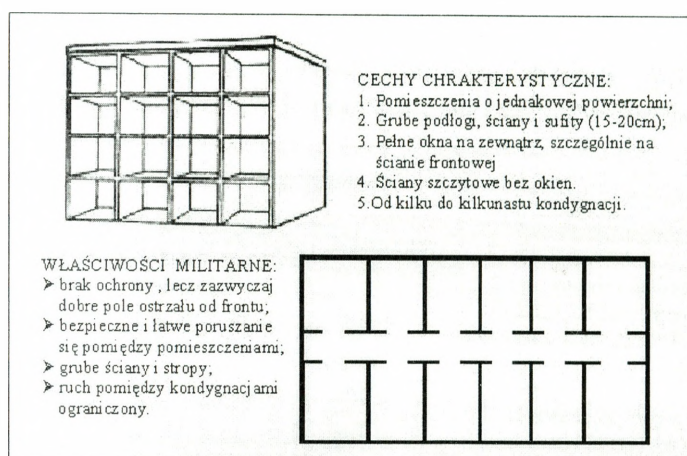 CECHY CHRAKTERYSTYCZNE:
1. Pomieszczenia o jednakowej powierzchni;
2. Grube podłogi, ściany i sufity (15-20cm);
3. Pełne okna na zewnątrz, szczególnie na
ścianie frontowej
4. Ściany szczytowe bez okien.
5.Od kilku do kilkunastu kondygnacji.
WŁAŚCIWOŚCI MILITARNE:
➢ brak ochrony , lecz zazwyczaj
dobre pole ostrzału od frontu;
➢ bezpieczne i łatwe poruszanie
się pomiędzy pomieszczeniami;
➢ grube ściany i stropy;
➢ ruch pomiędzy kondygnacjami
ograniczony.